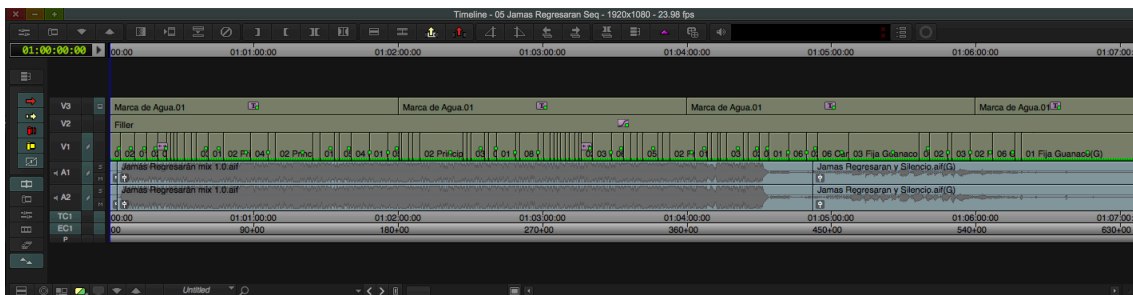 Timeline - 05 Jamas Regresaran Seq - 1920x1080 - 23.98 fps
01:00:00:00 00:00 01:01:00:00 01:02:00:00 01:03:00:00 01:04:00:00 01:05:00:00 01:06:00:00 01:07:00:
V3 Marca de Agua.01 Marca de Agua.01 Marca de Agua.01 Marca de Agua.01
V2 Filler
V1 02 01 01 02 04 02 01 04 01 02 01 08 03 05 02 01 03 01 06 06 03 Fija Guanaco 02 03 02 06 01 Fija Guanaco(G)
A1 Jamás Regresarán mix 1.0.aif Jamas Regresaran y Silencio.aif(G)
A2 Jamás Regresarán mix 1.0.aif Jamas Regresaran y Silencio.aif(G)
TC1 00:00 01:01:00:00 01:02:00:00 01:03:00:00 01:04:00:00 01:05:00:00 01:06:00:00 01:07:00:
EC1 00 90+00 180+00 270+00 360+00 450+00 540+00 630+00
P
Untitled